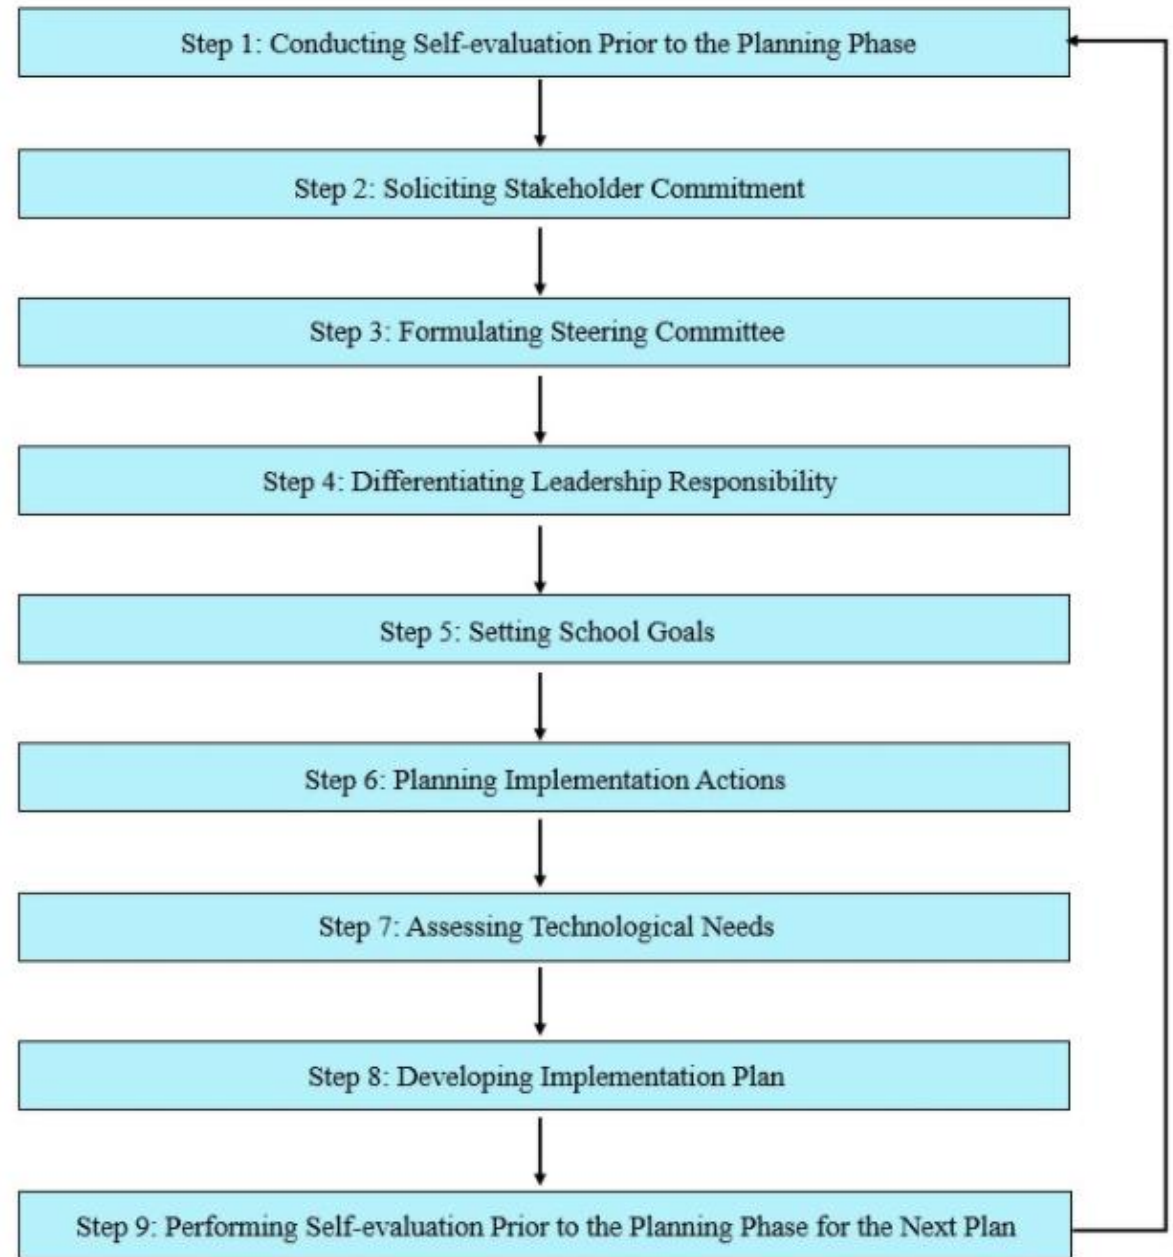 Step 1: Conducting Self-evaluation Prior to the Planning Phase
Step 2: Soliciting Stakeholder Commitment
Step 3: Formulating Steering Committee
Step 4: Differentiating Leadership Responsibility
Step 5: Setting School Goals
Step 6: Planning Implementation Actions
Step 7: Assessing Technological Needs
Step 8: Developing Implementation Plan
Step 9: Performing Self-evaluation Prior to the Planning Phase for the Next Plan